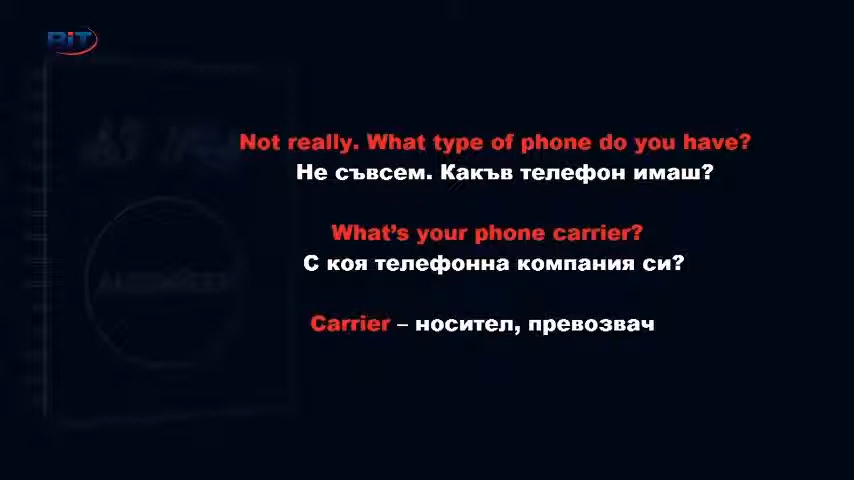 BiT
Not really. What type of phone do you have?
Не съвсем. Какъв телефон имаш?
What's your phone carrier?
С коя телефонна компания си?
Carrier – носител, превозвач